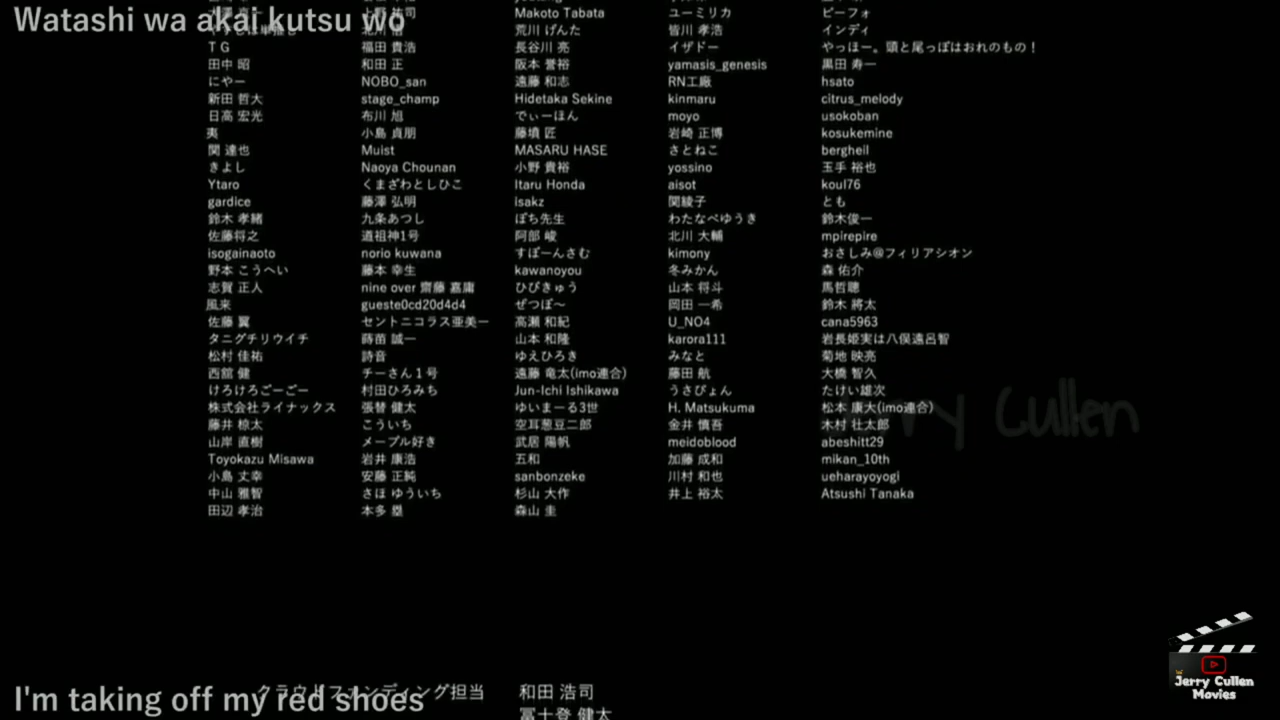 Watashi wa akai kutsu wo
Makoto Tabata ユーミリカ ピーフォ
荒川 げんた 皆川 孝浩 インディ
ＴＧ 福田 貴浩 長谷川 亮 イザドー やっほー。頭と尾っぽはおれのもの！
田中 昭 和田 正 阪本 誉裕 yamasis_genesis 黒田 寿一
にやー NOBO_san 遠藤 和志 RN工廠 hsato
新田 哲大 stage_champ Hidetaka Sekine kinmaru citrus_melody
日高 宏光 布川 旭 でぃーほん moyo usokoban
夷 小島 貞朋 藤墳 匠 岩崎 正博 kosukemine
関 達也 Muist MASARU HASE さとねこ bergheil
きよし Naoya Chounan 小野 貴裕 yossino 玉手 裕也
Ytaro くまざわとしひこ Itaru Honda aisot koul76
gardice 藤澤 弘明 isakz 関綾子 とも
鈴木 孝緒 九条あつし ぽち先生 わたなべゆうき 鈴木俊一
佐藤将之 道祖神1号 阿部 峻 北川 大輔 mpirepire
isogainaoto norio kuwana すぽーんさむ kimony おさしみ@フィリアシオン
野本 こうへい 藤本 幸生 kawanoyou 冬みかん 森 佑介
志賀 正人 nine over 齋藤 嘉庸 ひびきゅう 山本 将斗 馬哲聰
風来 gueste0cd20d4d4 ぜつぼ〜 岡田 一希 鈴木 將太
佐藤 翼 セントニコラス亜美一 高瀬 和紀 U_NO4 cana5963
タニグチリウイチ 蒔苗 誠一 山本 和隆 karora111 岩長姫実は八俣遠呂智
松村 佳祐 詩音 ゆえひろき みなと 菊地 映亮
西舘 健 チーさん１号 遠藤 竜太(imo連合) 藤田 航 大橋 智久
けろけろごーごー 村田ひろみち Jun-Ichi Ishikawa うさぴょん たけい雄次
株式会社ライナックス 張替 健太 ゆいまーる3世 H. Matsukuma 松本 康大(imo連合)
藤井 椋太 こういち 空耳葱豆二郎 金井 慎吾 木村 壮太郎
山岸 直樹 メープル好き 武居 陽帆 meidoblood abeshitt29
Toyokazu Misawa 岩井 康浩 五和 加藤 成和 mikan_10th
小島 丈幸 安藤 正純 sanbonzeke 川村 和也 ueharayoyogi
中山 雅智 さほ ゆういち 杉山 大作 井上 裕太 Atsushi Tanaka
田辺 孝治 本多 塁 森山 圭
Cullen
クラウドファンディング担当 和田 浩司
I'm taking off my red shoes
冨士登 健太
Jerry Cullen
Movies